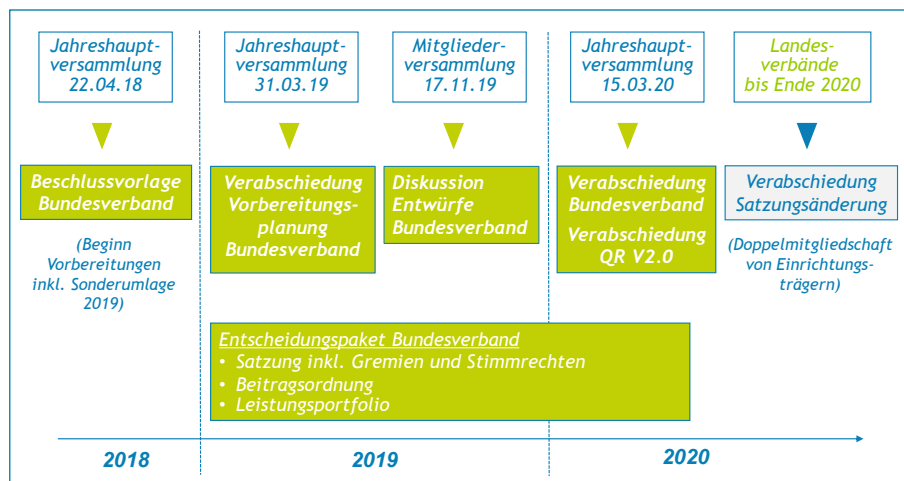 Jahreshaupt-
versammlung
22.04.18
Jahreshaupt-
versammlung
31.03.19
Mitglieder-
versammlung
17.11.19
Jahreshaupt-
versammlung
15.03.20
Landes-
verbände
bis Ende 2020
Beschlussvorlage
Bundesverband
(Beginn
Vorbereitungen
inkl. Sonderumlage
2019)
Verabschiedung
Vorbereitungs-
planung
Bundesverband
Diskussion
Entwürfe
Bundesverband
Verabschiedung
Bundesverband
Verabschiedung
QR V2.0
Verabschiedung
Satzungsänderung
(Doppelmitgliedschaft
von Einrichtungs-
trägern)
Entscheidungspaket Bundesverband
• Satzung inkl. Gremien und Stimmrechten
• Beitragsordnung
• Leistungsportfolio
2018
2019
2020